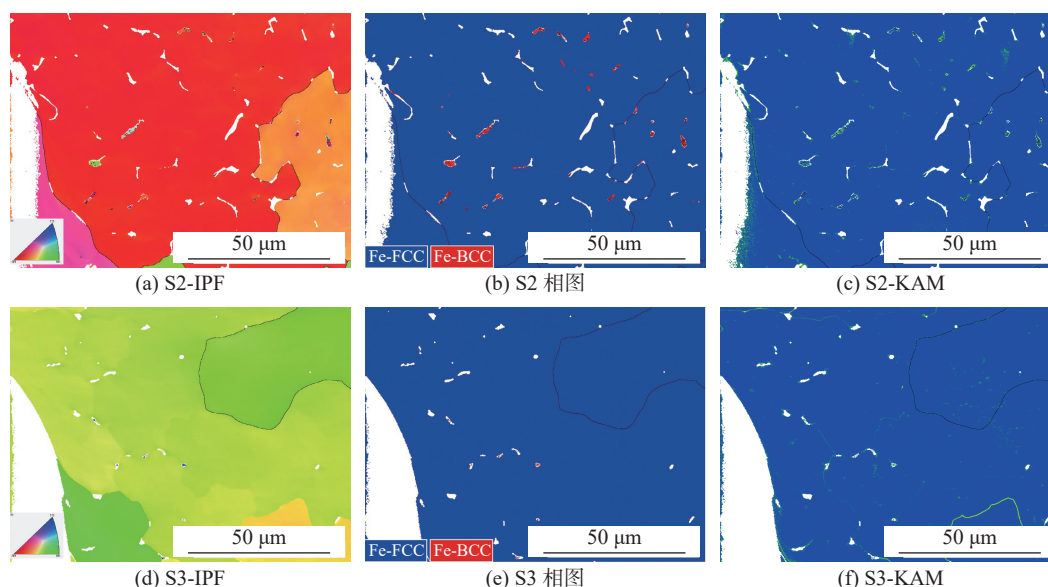 50 μm
50 μm
Fe-FCC Fe-BCC
50 μm
(a) S2-IPF
(b) S2 相图
(c) S2-KAM
50 μm
50 μm
Fe-FCC Fe-BCC
50 μm
(d) S3-IPF
(e) S3 相图
(f) S3-KAM